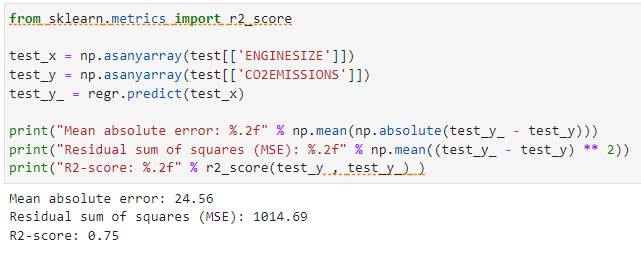 from sklearn.metrics import r2_score
test_x = np.asanyarray(test[['ENGINESIZE']])
test_y = np.asanyarray(test[['CO2EMISSIONS']])
test_y_ = regr.predict(test_x)
print("Mean absolute error: %.2f" % np.mean(np.absolute(test_y_ - test_y)))
print("Residual sum of squares (MSE): %.2f" % np.mean((test_y_ - test_y) ** 2))
print("R2-score: %.2f" % r2_score(test_y , test_y_) )
Mean absolute error: 24.56
Residual sum of squares (MSE): 1014.69
R2-score: 0.75